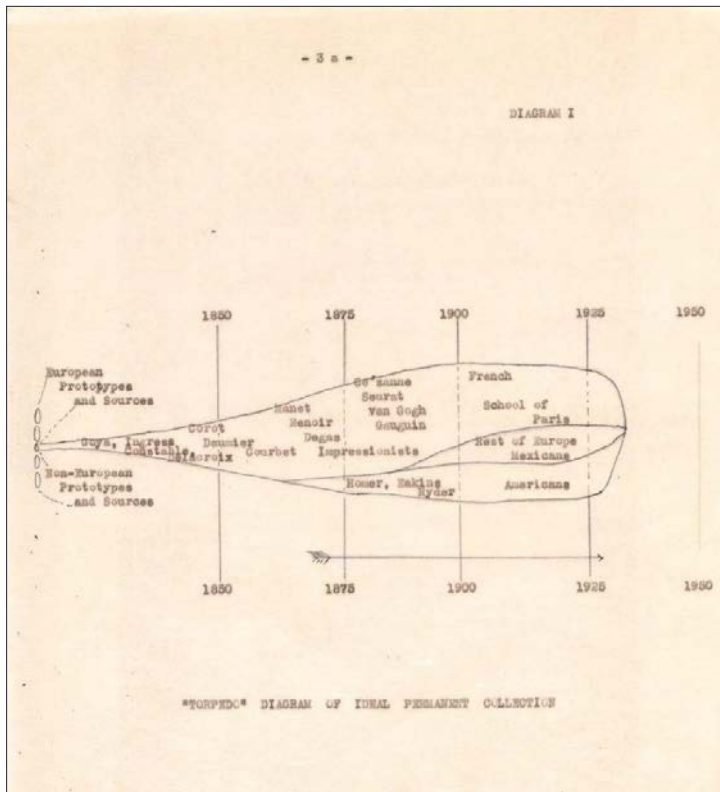 - 3 a -
DIAGRAM I
1850 1875 1900 1925 1950
European
Prototypes
and Sources
Non-European
Prototypes
and Sources
Goya, Ingres,
Constable,
Delacroix
Corot
Daumier
Courbet
Manet
Renoir
Degas
Impressionists
Ce'zanne
Seurat
van Gogh
Gauguin
Homer, Eakins
Ryder
French
School of
Paris
Rest of Europe
Mexicans
Americans
1850 1875 1900 1925 1950
"TORPEDO" DIAGRAM OF IDEAL PERMANENT COLLECTION